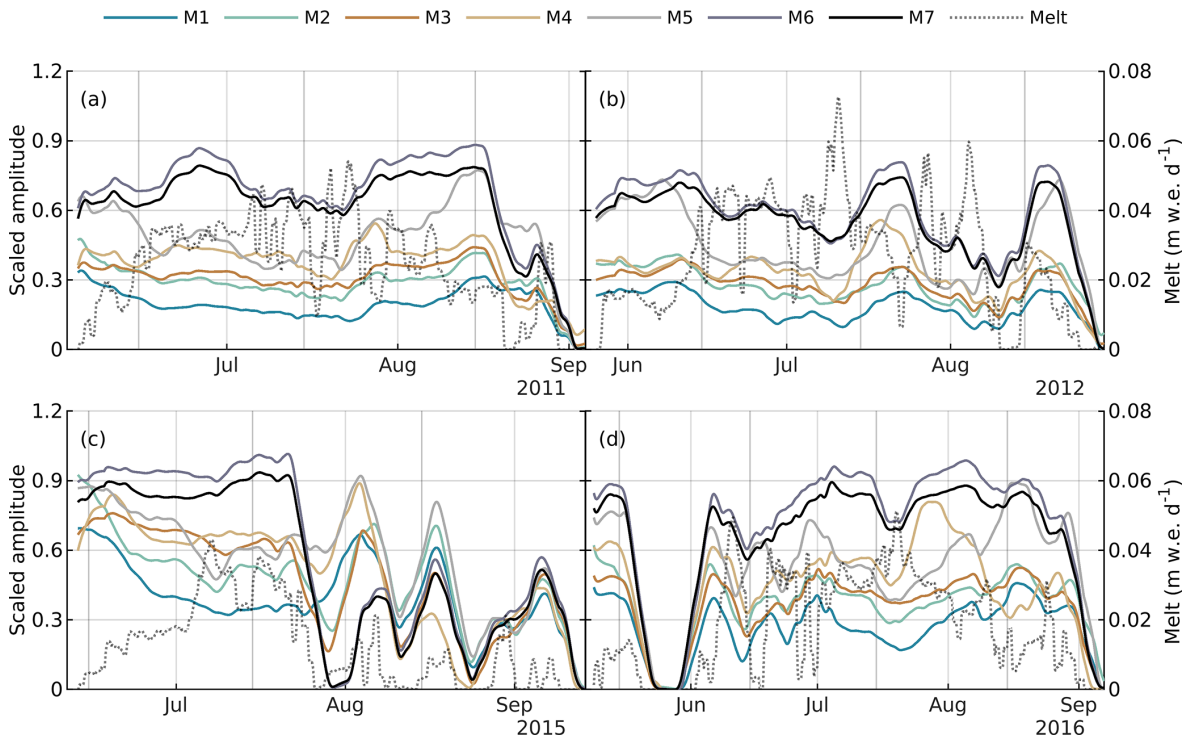 M1 M2 M3 M4 M5 M6 M7 Melt
1.2 (a) (b) 0.08
0.9 0.06
0.6 0.04
0.3 0.02
0 0
Scaled amplitude
Melt (m w.e. d-1)
Jul Aug Sep Jun Jul Aug
2011 2012
1.2 (c) (d) 0.08
0.9 0.06
0.6 0.04
0.3 0.02
0 0
Scaled amplitude
Melt (m w.e. d-1)
Jul Aug Sep Jun Jul Aug Sep
2015 2016